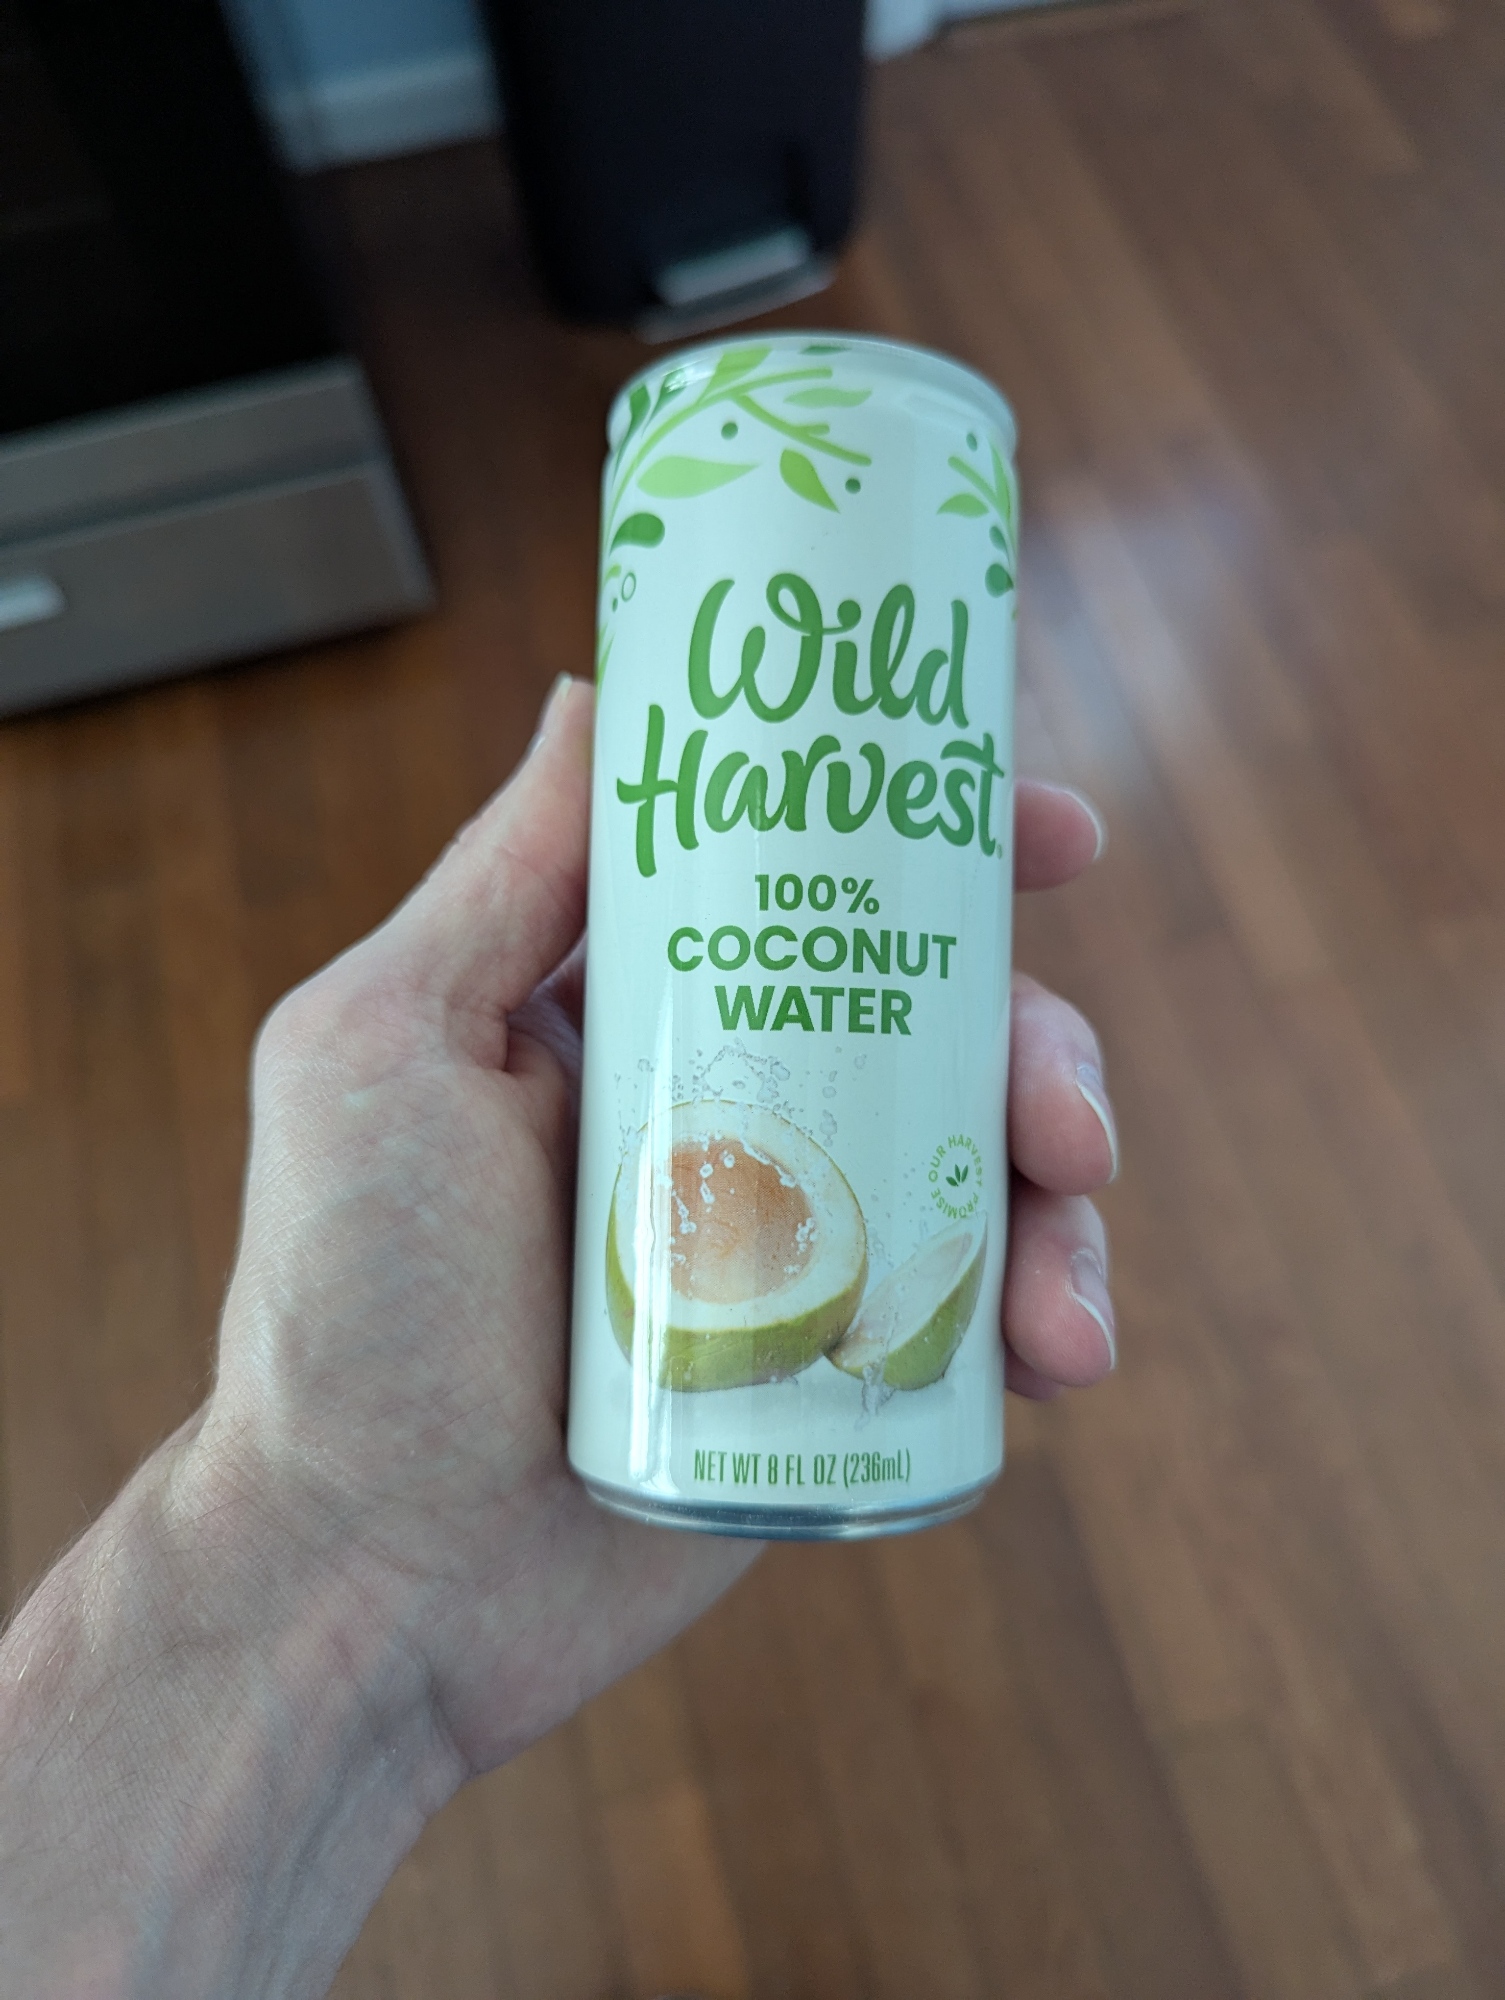 Wild
Harvest
100%
COCONUT
WATER
OUR HARVEST PROMISE
NET WT 8 FL OZ (236mL)